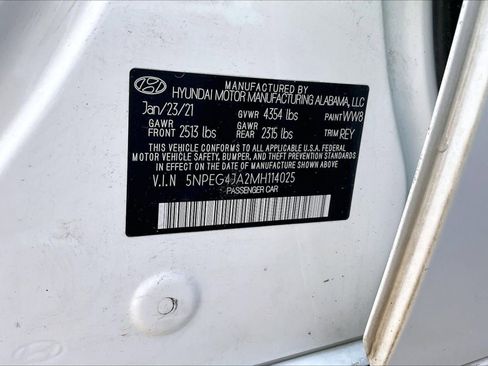 MANUFACTURED BY
HYUNDAI MOTOR MANUFACTURING ALABAMA, LLC
Jan/23/21 GVWR 4354 lbs PAINT WW8
GAWR FRONT 2513 lbs GAWR REAR 2315 lbs TRIM REY
THIS VEHICLE CONFORMS TO ALL APPLICABLE U.S.A. FEDERAL
MOTOR VEHICLE SAFETY, BUMPER, AND THEFT PREVENTION STANDARDS
IN EFFECT ON THE DATE OF MANUFACTURE SHOWN ABOVE.
V.I.N 5NPEG4JA2MH114025
PASSENGER CAR